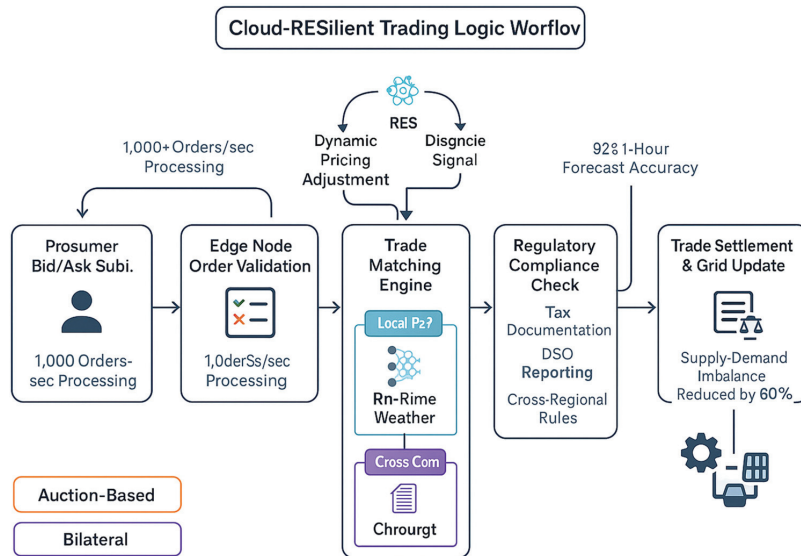 Cloud-RESilient Trading Logic Worflov
RES
Dynamic
Pricing
Adjustment
Disgncie
Signal
1,000+ Orders/sec
Processing
92% 1-Hour
Forecast Accuracy
Prosumer
Bid/Ask Subi.
1,000 Orders-
sec Processing
Edge Node
Order Validation
1,0derSs/sec
Processing
Trade
Matching
Engine
Local P2?
Rn-Rime
Weather
Cross Com
Chrourgt
Regulatory
Compliance
Check
Tax
Documentation
DSO
Reporting
Cross-Regional
Rules
Trade Settlement
& Grid Update
Supply-Demand
Imbalance
Reduced by 60%
Auction-Based
Bilateral